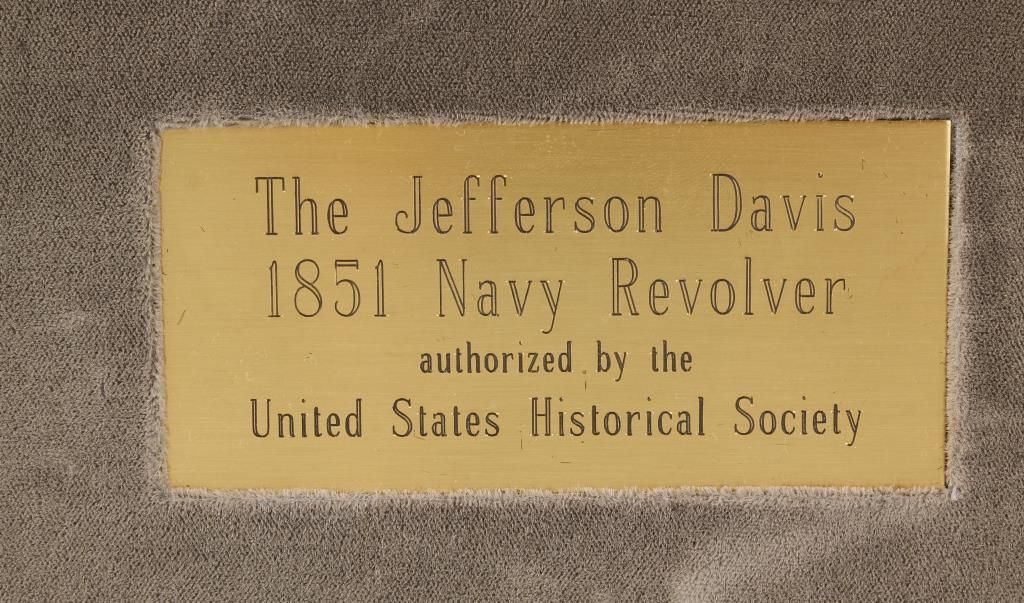 The Jefferson Davis
1851 Navy Revolver
authorized by the
United States Historical Society